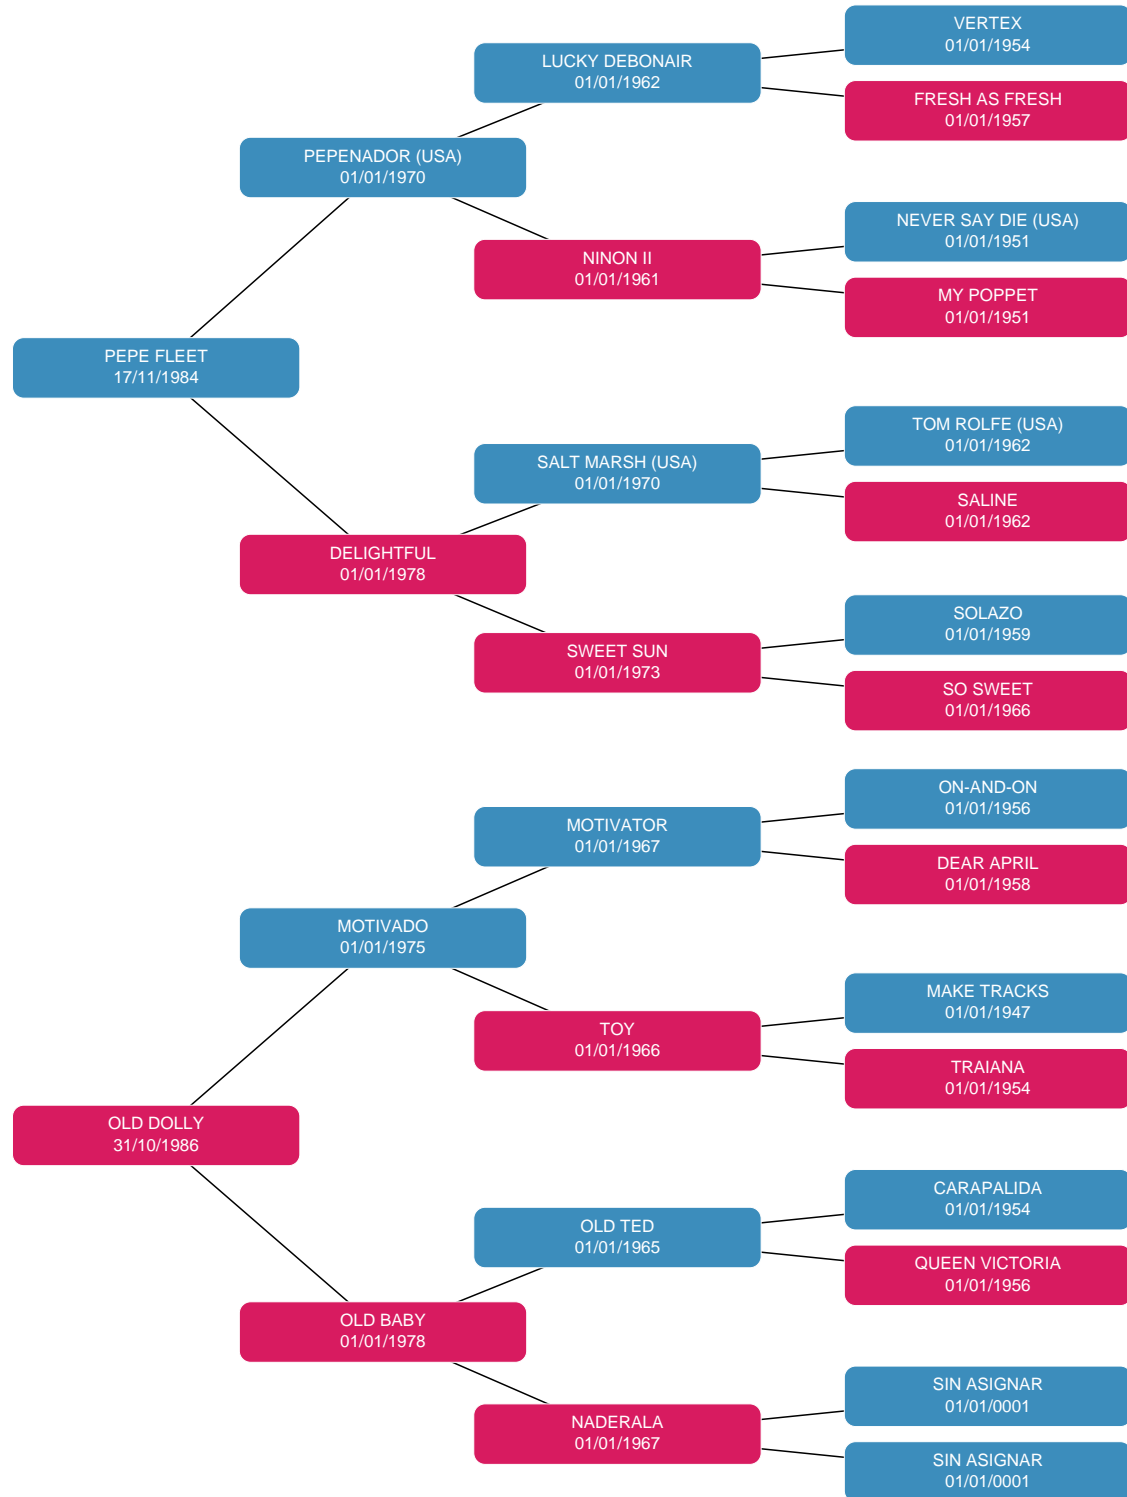 VERTEX
01/01/1954
LUCKY DEBONAIR
01/01/1962
FRESH AS FRESH
01/01/1957
PEPENADOR (USA)
01/01/1970
NEVER SAY DIE (USA)
01/01/1951
NINON II
01/01/1961
MY POPPET
01/01/1951
PEPE FLEET
17/11/1984
TOM ROLFE (USA)
01/01/1962
SALT MARSH (USA)
01/01/1970
SALINE
01/01/1962
DELIGHTFUL
01/01/1978
SOLAZO
01/01/1959
SWEET SUN
01/01/1973
SO SWEET
01/01/1966
ON-AND-ON
01/01/1956
MOTIVATOR
01/01/1967
DEAR APRIL
01/01/1958
MOTIVADO
01/01/1975
MAKE TRACKS
01/01/1947
TOY
01/01/1966
TRAIANA
01/01/1954
OLD DOLLY
31/10/1986
CARAPALIDA
01/01/1954
OLD TED
01/01/1965
QUEEN VICTORIA
01/01/1956
OLD BABY
01/01/1978
SIN ASIGNAR
01/01/0001
NADERALA
01/01/1967
SIN ASIGNAR
01/01/0001